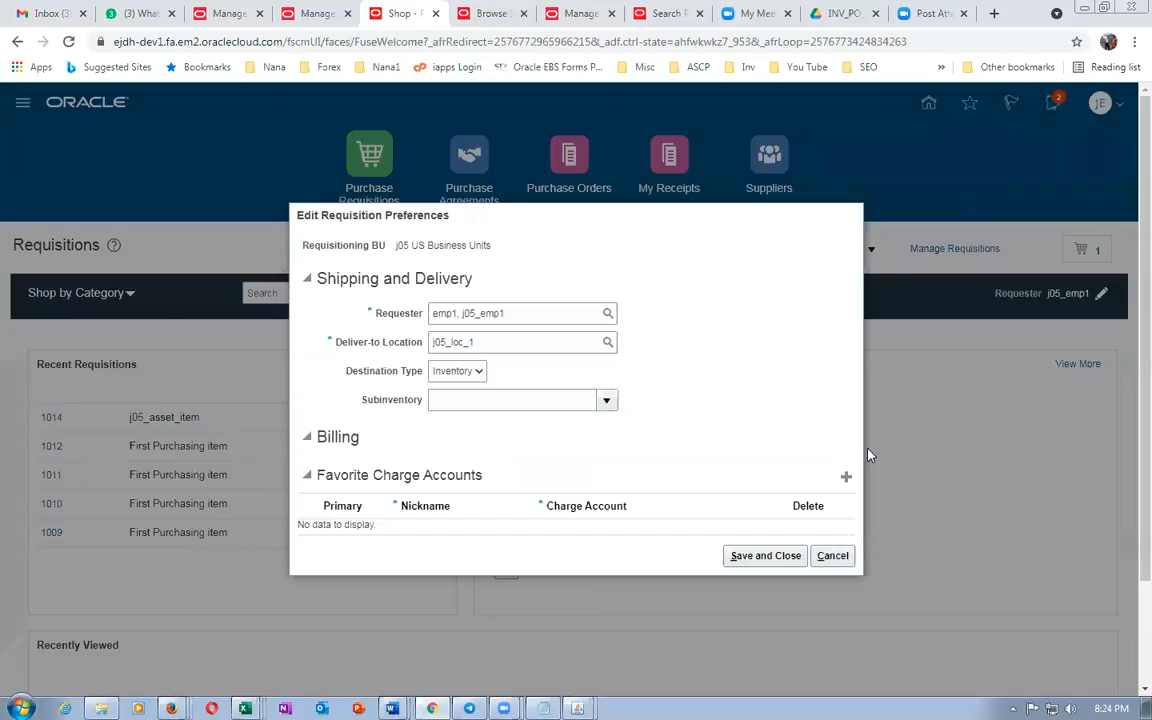 Inbox (3
(3) Wha
Manage
Manage
Shop - P
Browse
Manage
Search P
My Mee
INV_PO_
Post Att
ejdh-dev1.fa.em2.oraclecloud.com/fscmUI/faces/FuseWelcome?_afrRedirect=2576772965966215&_adf.ctrl-state=ahfwkwkz7_953&_afrLoop=2576773424834263
Apps
Suggested Sites
Bookmarks
Nana
Forex
Nana1
iapps Login
Oracle EBS Forms P...
Misc
ASCP
Inv
You Tube
SEO
»
Other bookmarks
Reading list
ORACLE
2
JE
Purchase Requisitions
Purchase Agreements
Purchase Orders
My Receipts
Suppliers
Requisitions
Manage Requisitions
1
Shop by Category
Search
Requester j05_emp1
Recent Requisitions
View More
1014 j05_asset_item
1012 First Purchasing item
1011 First Purchasing item
1010 First Purchasing item
1009 First Purchasing item
Recently Viewed
Edit Requisition Preferences
Requisitioning BU j05 US Business Units
Shipping and Delivery
* Requester emp1, j05_emp1
* Deliver-to Location j05_loc_1
Destination Type Inventory
Subinventory
Billing
Favorite Charge Accounts
Primary * Nickname * Charge Account Delete
No data to display.
Save and Close Cancel
8:24 PM